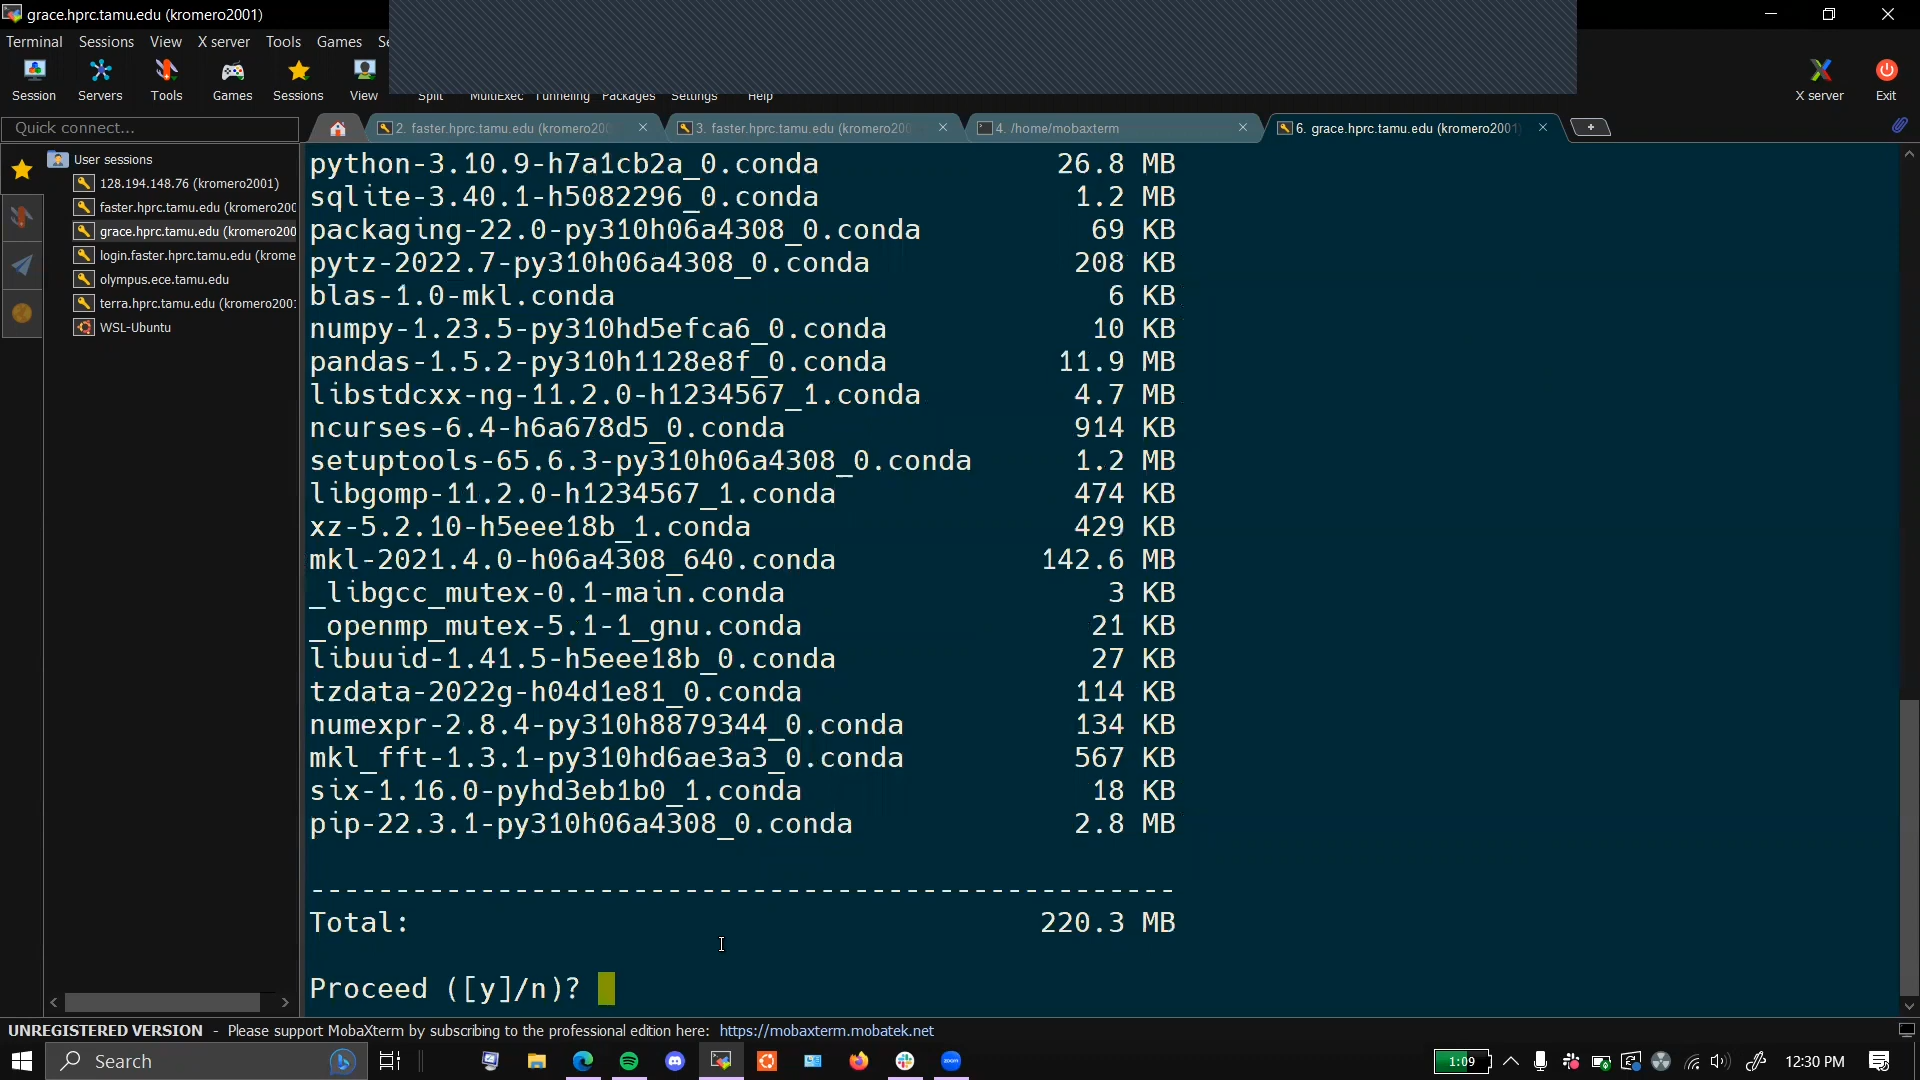 grace.hprc.tamu.edu (kromero2001)
Terminal Sessions View X server Tools Games
Session Servers Tools Games Sessions View Split MultiExec Tunneling Packages Settings Help X server Exit
Quick connect...
2. faster.hprc.tamu.edu (kromero20
3. faster.hprc.tamu.edu (kromero20
4. /home/mobaxterm
6. grace.hprc.tamu.edu (kromero2001)
User sessions
128.194.148.76 (kromero2001)
faster.hprc.tamu.edu (kromero200
grace.hprc.tamu.edu (kromero200
login.faster.hprc.tamu.edu (krome
olympus.ece.tamu.edu
terra.hprc.tamu.edu (kromero200
WSL-Ubuntu
python-3.10.9-h7a1cb2a_0.conda 26.8 MB
sqlite-3.40.1-h5082296_0.conda 1.2 MB
packaging-22.0-py310h06a4308_0.conda 69 KB
pytz-2022.7-py310h06a4308_0.conda 208 KB
blas-1.0-mkl.conda 6 KB
numpy-1.23.5-py310hd5efca6_0.conda 10 KB
pandas-1.5.2-py310h1128e8f_0.conda 11.9 MB
libstdcxx-ng-11.2.0-h1234567_1.conda 4.7 MB
ncurses-6.4-h6a678d5_0.conda 914 KB
setuptools-65.6.3-py310h06a4308_0.conda 1.2 MB
libgomp-11.2.0-h1234567_1.conda 474 KB
xz-5.2.10-h5eee18b_1.conda 429 KB
mkl-2021.4.0-h06a4308_640.conda 142.6 MB
_libgcc_mutex-0.1-main.conda 3 KB
_openmp_mutex-5.1-1_gnu.conda 21 KB
libuuid-1.41.5-h5eee18b_0.conda 27 KB
tzdata-2022g-h04d1e81_0.conda 114 KB
numexpr-2.8.4-py310h8879344_0.conda 134 KB
mkl_fft-1.3.1-py310hd6ae3a3_0.conda 567 KB
six-1.16.0-pyhd3eb1b0_1.conda 18 KB
pip-22.3.1-py310h06a4308_0.conda 2.8 MB
---------------------------------------------------
Total: 220.3 MB
Proceed ([y]/n)?
UNREGISTERED VERSION - Please support MobaXterm by subscribing to the professional edition here: https://mobaxterm.mobatek.net
Search
1:09
12:30 PM